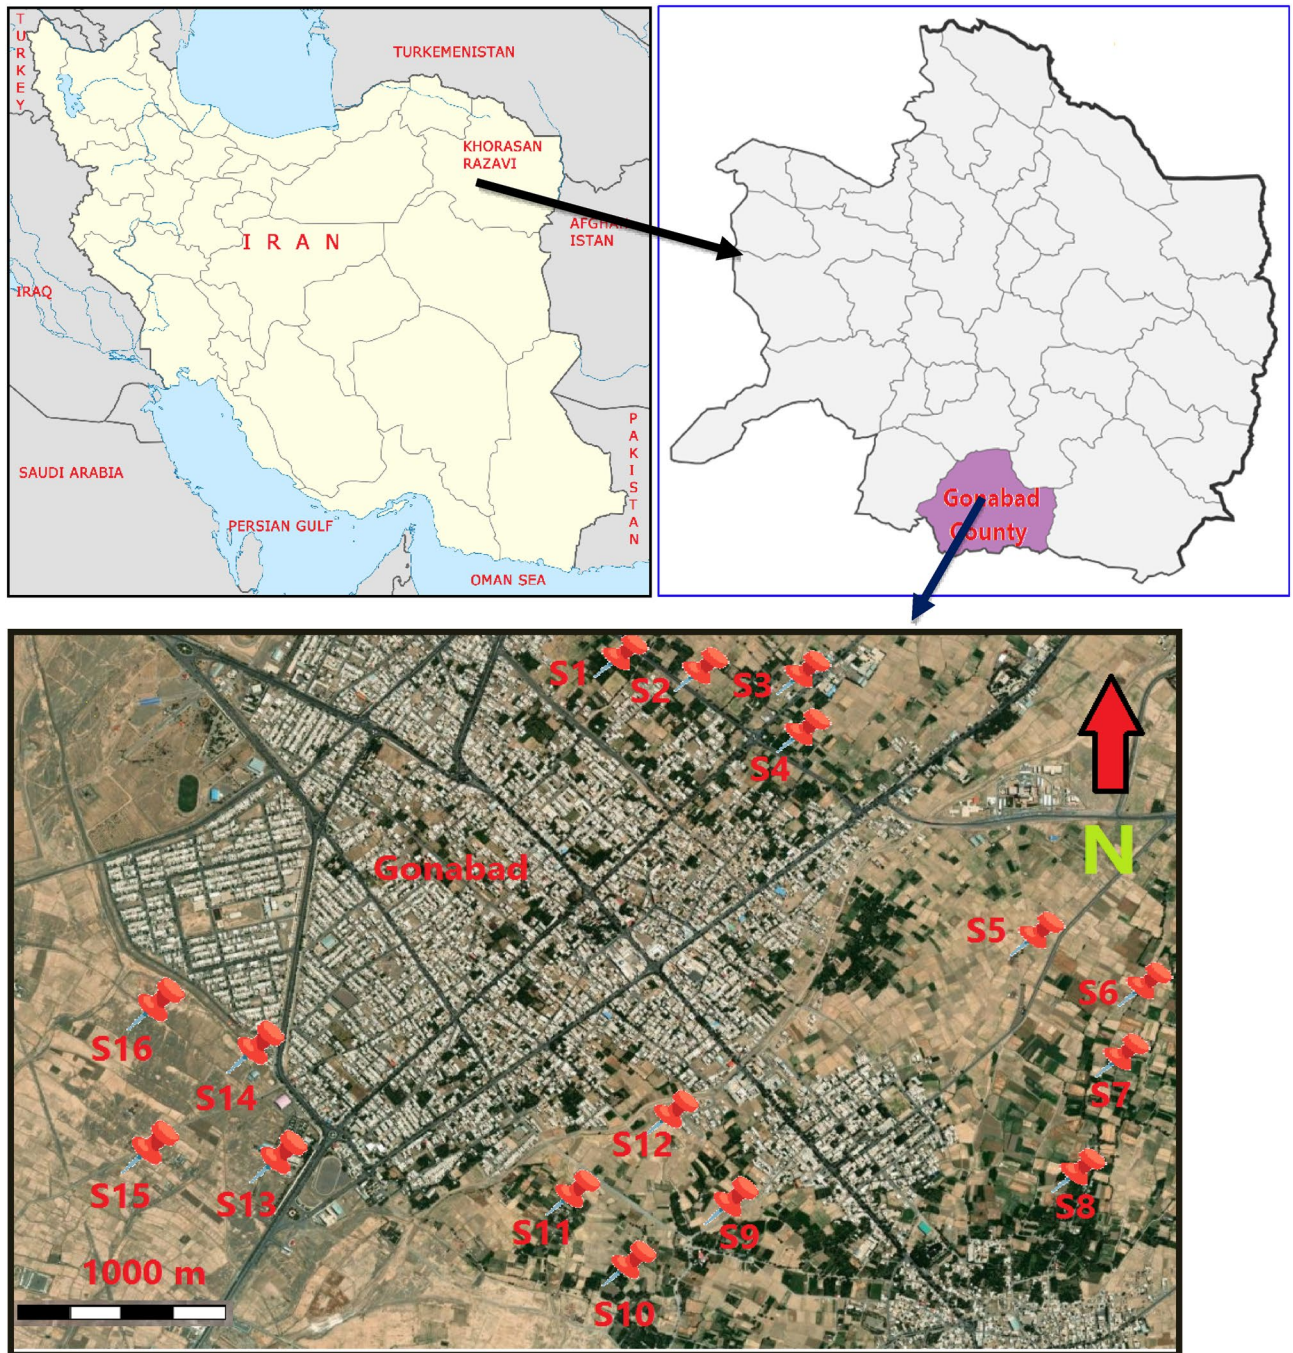 TURKEY
TURKEMENISTAN
KHORASAN
RAZAVI
I R A N
AFGHAN
ISTAN
IRAQ
SAUDI ARABIA
PERSIAN GULF
OMAN SEA
PAKISTAN
Gonabad
County
S1
S2
S3
S4
N
Gonabad
S5
S6
S16
S14
S7
S12
S15
S13
S8
S11
S9
1000 m
S10